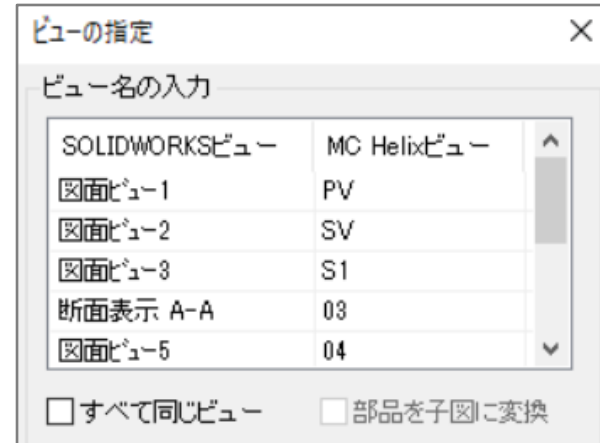 ビューの指定
ビュー名の入力
SOLIDWORKSビュー MC Helixビュー
図面ビュー1 PV
図面ビュー2 SV
図面ビュー3 S1
断面表示 A-A 03
図面ビュー5 04
すべて同じビュー 部品を子図に変換